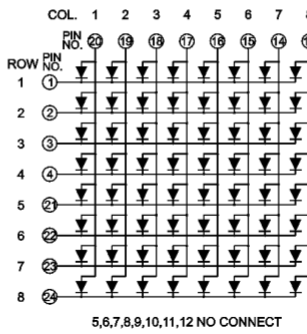 COL. 1 2 3 4 5 6 7 8
PIN NO. 20 19 18 17 16 15 14
ROW PIN NO.
1 1
2 2
3 3
4 4
5 21
6 22
7 23
8 24
5,6,7,8,9,10,11,12 NO CONNECT